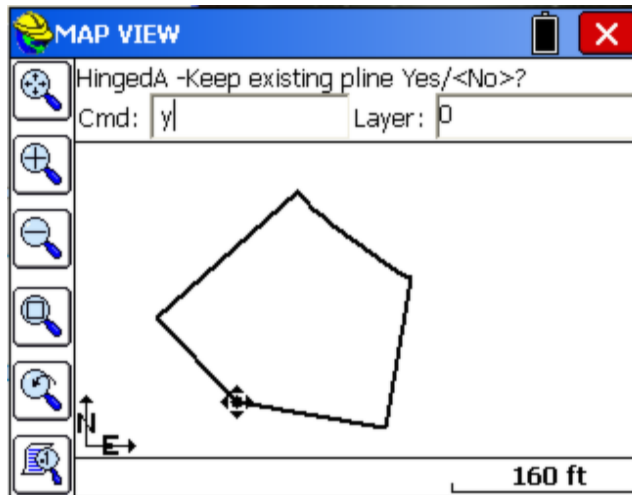 MAP VIEW
HingedA -Keep existing pline Yes/<No>?
Cmd: y Layer: 0
N
E
160 ft